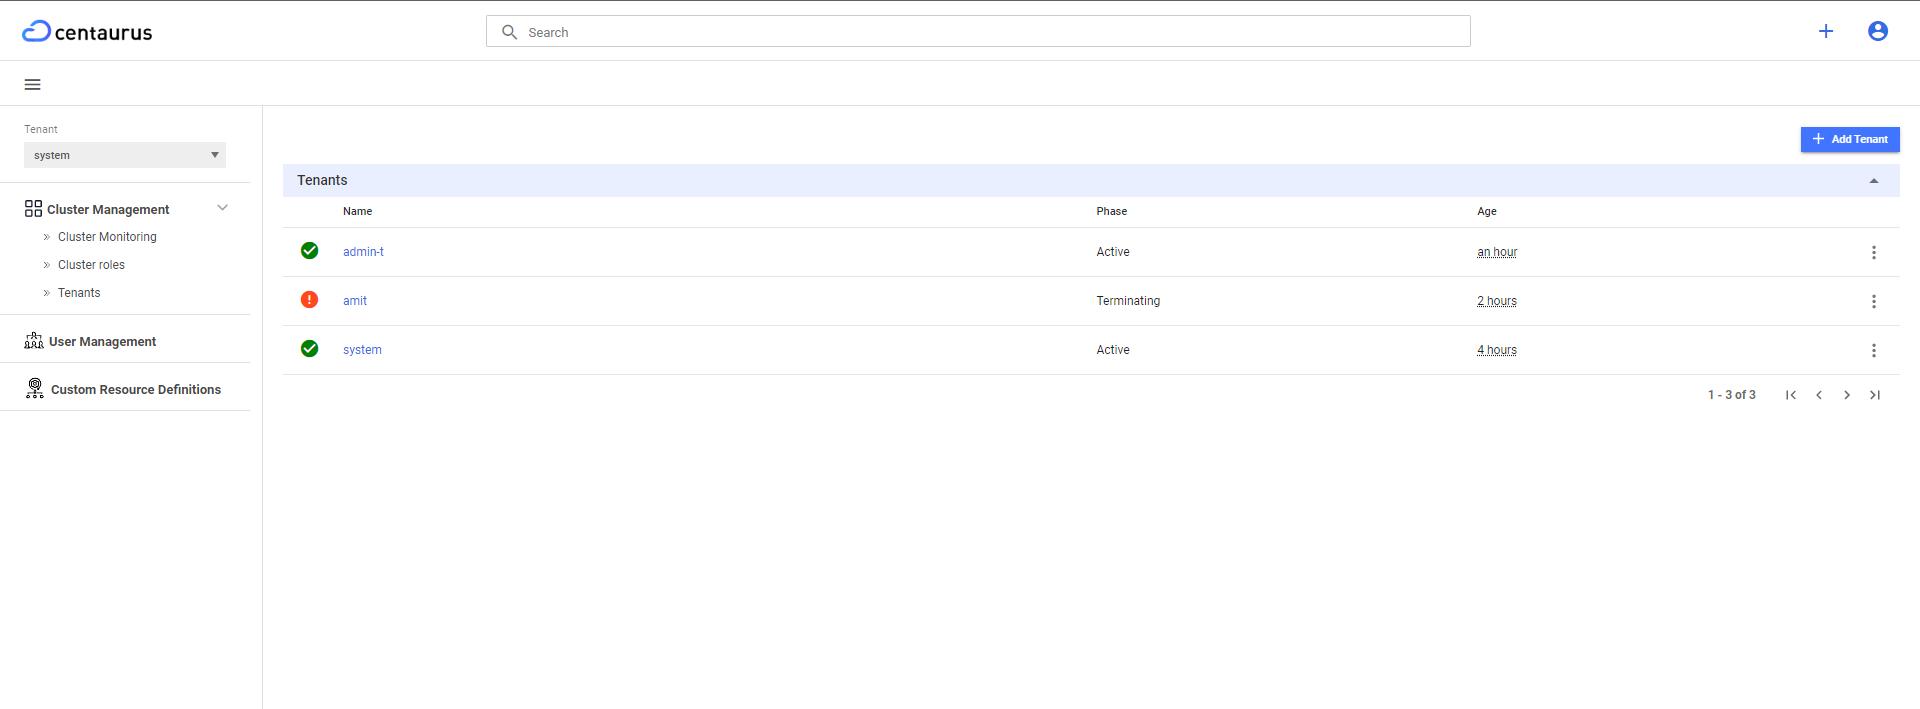 centaurus
Search
Tenant
system
Cluster Management
Cluster Monitoring
Cluster roles
Tenants
User Management
Custom Resource Definitions
Add Tenant
Tenants
Name Phase Age
admin-t Active an hour
amit Terminating 2 hours
system Active 4 hours
1 - 3 of 3